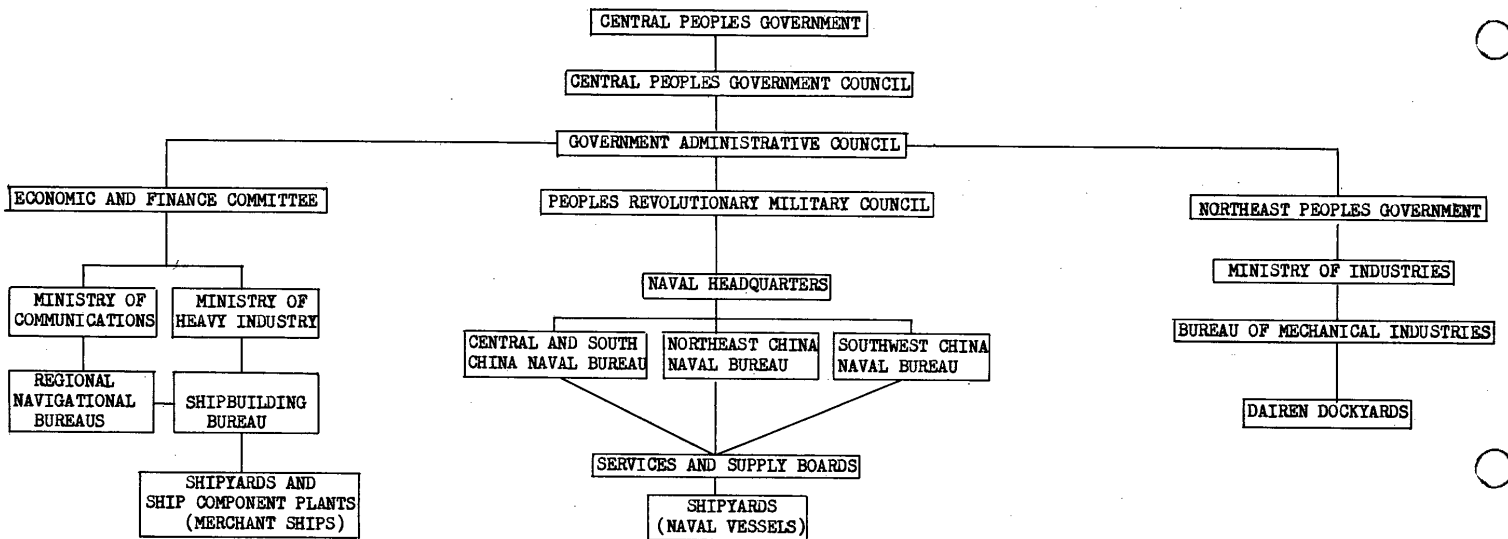 CENTRAL PEOPLES GOVERNMENT
CENTRAL PEOPLES GOVERNMENT COUNCIL
GOVERNMENT ADMINISTRATIVE COUNCIL
ECONOMIC AND FINANCE COMMITTEE
PEOPLES REVOLUTIONARY MILITARY COUNCIL
NORTHEAST PEOPLES GOVERNMENT
MINISTRY OF
COMMUNICATIONS
MINISTRY OF
HEAVY INDUSTRY
NAVAL HEADQUARTERS
MINISTRY OF INDUSTRIES
CENTRAL AND SOUTH
CHINA NAVAL BUREAU
NORTHEAST CHINA
NAVAL BUREAU
SOUTHWEST CHINA
NAVAL BUREAU
BUREAU OF MECHANICAL INDUSTRIES
REGIONAL
NAVIGATIONAL
BUREAUS
SHIPBUILDING
BUREAU
DAIREN DOCKYARDS
SERVICES AND SUPPLY BOARDS
SHIPYARDS AND
SHIP COMPONENT PLANTS
(MERCHANT SHIPS)
SHIPYARDS
(NAVAL VESSELS)